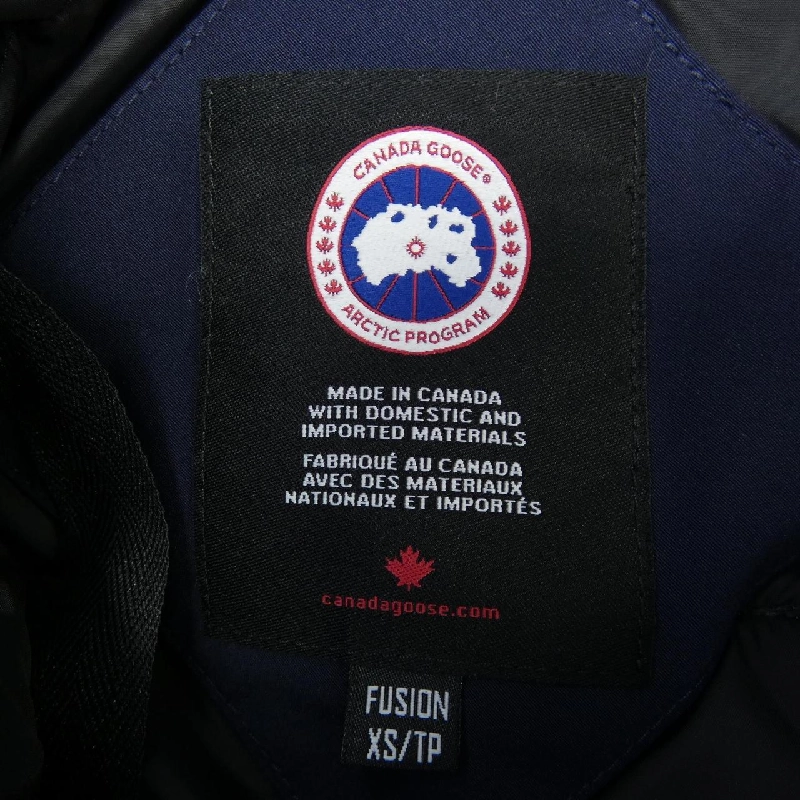 CANADA GOOSE®
ARCTIC PROGRAM
MADE IN CANADA
WITH DOMESTIC AND
IMPORTED MATERIALS
FABRIQUÉ AU CANADA
AVEC DES MATERIAUX
NATIONAUX ET IMPORTÉS
canadagoose.com
FUSION
XS/TP